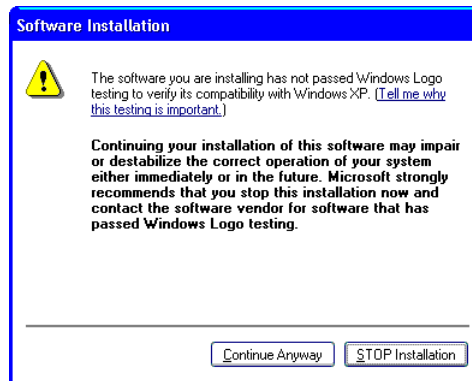 Software Installation
The software you are installing has not passed Windows Logo
testing to verify its compatibility with Windows XP. (Tell me why
this testing is important.)
Continuing your installation of this software may impair
or destabilize the correct operation of your system
either immediately or in the future. Microsoft strongly
recommends that you stop this installation now and
contact the software vendor for software that has
passed Windows Logo testing.
Continue Anyway STOP Installation